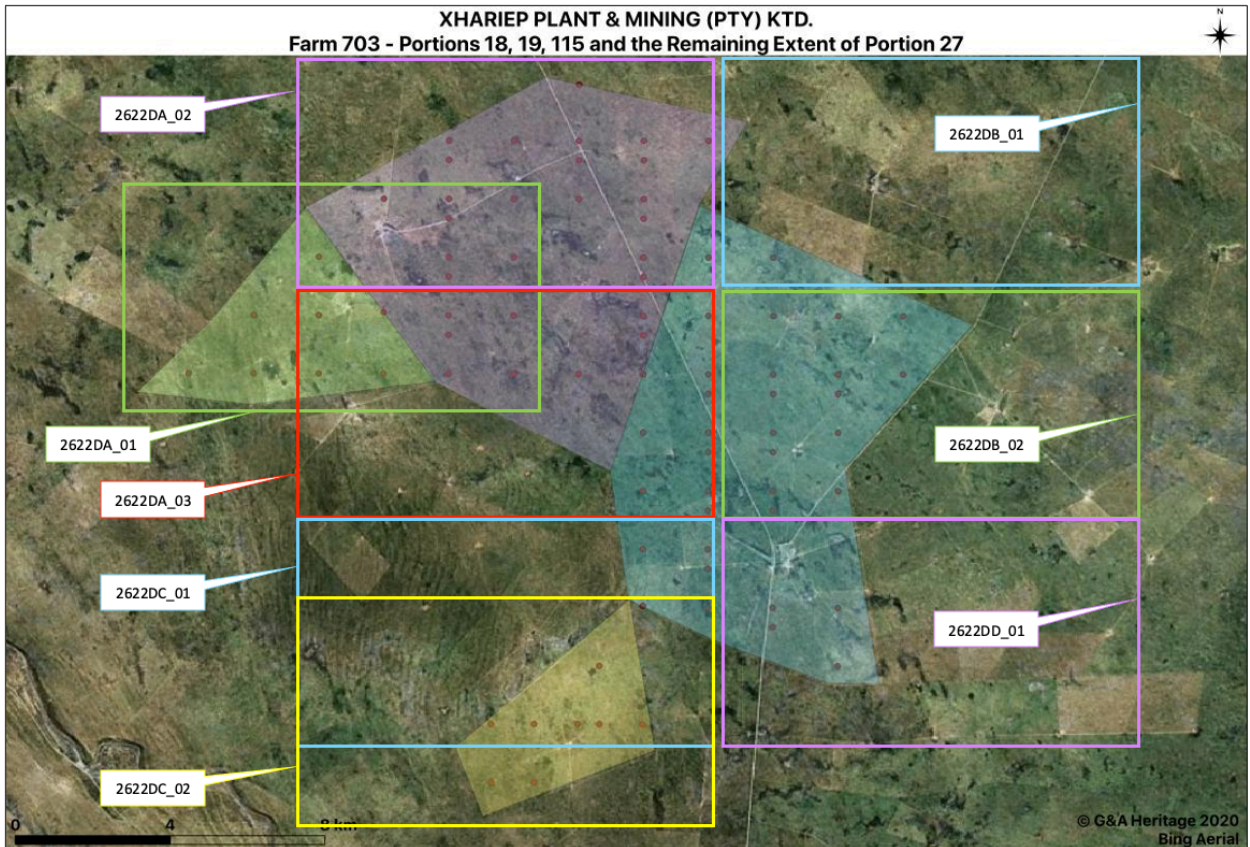 XHARIEP PLANT & MINING (PTY) KTD.
Farm 703 - Portions 18, 19, 115 and the Remaining Extent of Portion 27
N
2622DA_02
2622DB_01
2622DA_01
2622DB_02
2622DA_03
2622DC_01
2622DD_01
2622DC_02
0 4 8 km
© G&A Heritage 2020
Bing Aerial